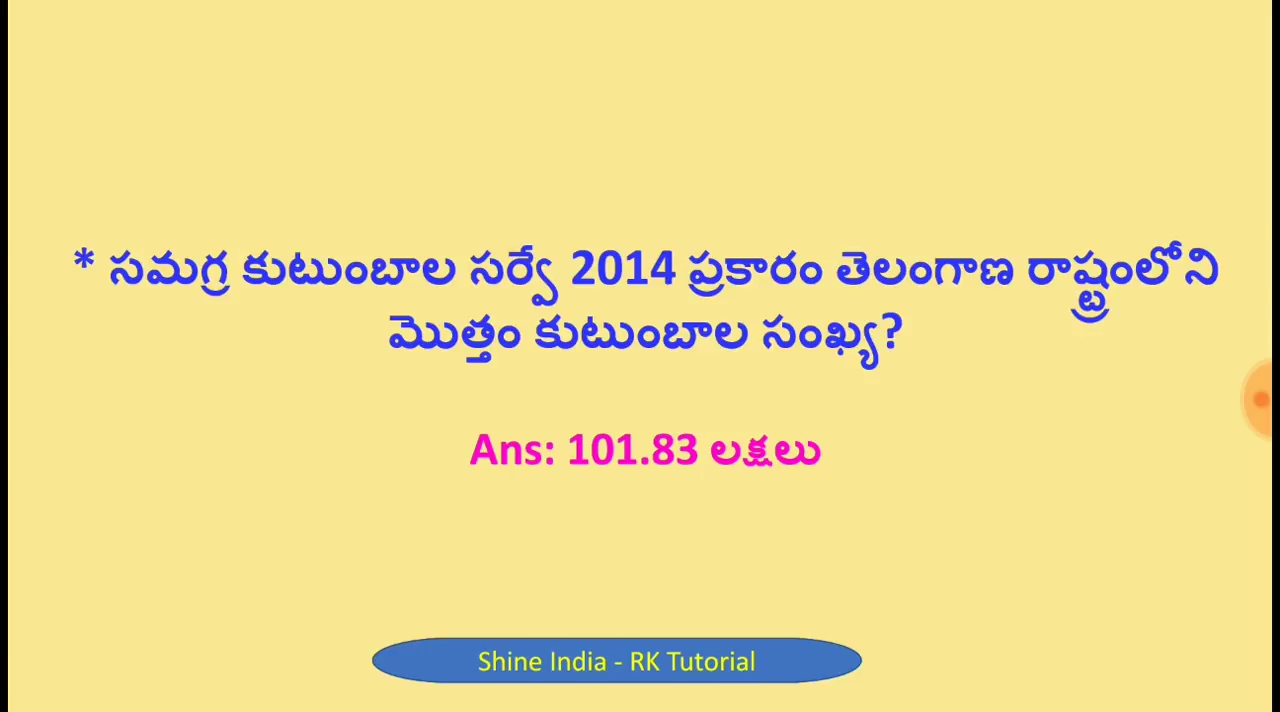 * సమగ్ర కుటుంబాల సర్వే 2014 ప్రకారం తెలంగాణ రాష్ట్రంలోని
మొత్తం కుటుంబాల సంఖ్య?
Ans: 101.83 లక్షలు
Shine India - RK Tutorial